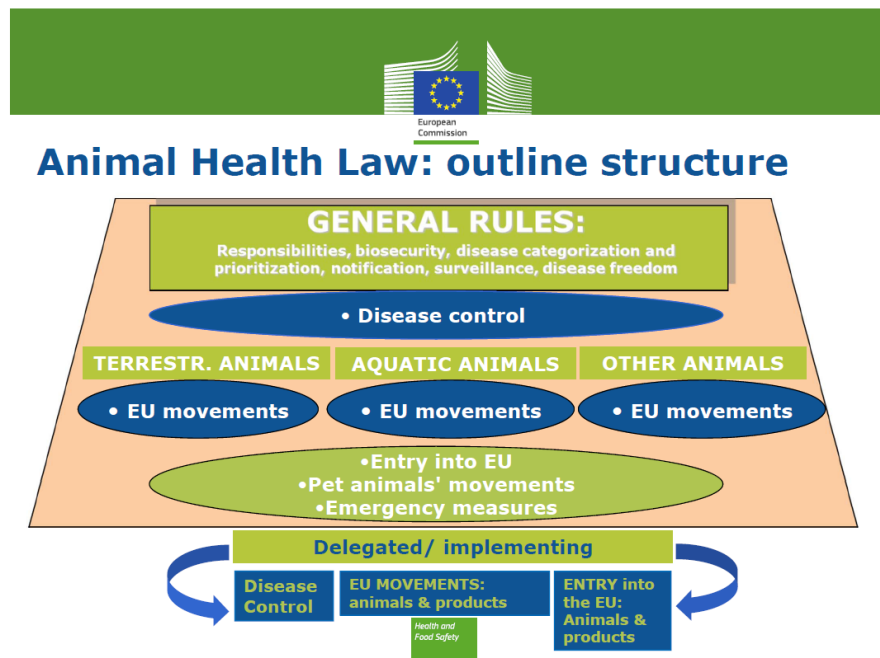 European
Commission
Animal Health Law: outline structure
GENERAL RULES:
Responsibilities, biosecurity, disease categorization and
prioritization, notification, surveillance, disease freedom
• Disease control
TERRESTR. ANIMALS
AQUATIC ANIMALS
OTHER ANIMALS
• EU movements
• EU movements
• EU movements
•Entry into EU
•Pet animals' movements
•Emergency measures
Delegated/ implementing
Disease
Control
EU MOVEMENTS:
animals & products
ENTRY into
the EU:
Animals &
products
Health and
Food Safety